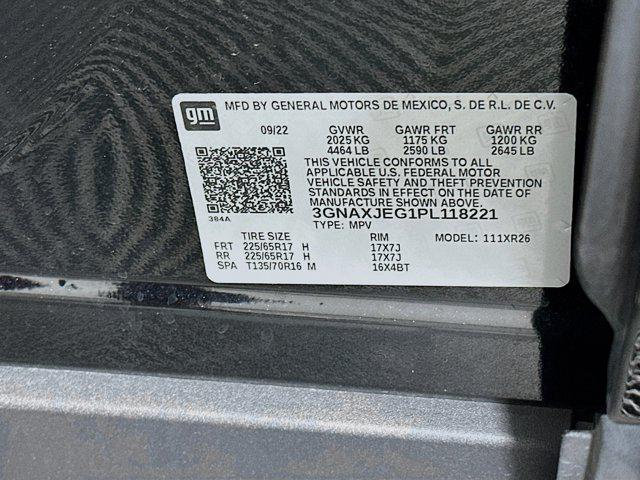 gm
MFD BY GENERAL MOTORS DE MEXICO, S. DE R.L. DE C.V.
09/22 GVWR GAWR FRT GAWR RR
2025 KG 1175 KG 1200 KG
4464 LB 2590 LB 2645 LB
THIS VEHICLE CONFORMS TO ALL
APPLICABLE U.S. FEDERAL MOTOR
VEHICLE SAFETY AND THEFT PREVENTION
STANDARDS IN EFFECT ON THE DATE OF
MANUFACTURE SHOWN ABOVE.
384A
3GNAXJEG1PL118221
TYPE: MPV
TIRE SIZE RIM MODEL: 111XR26
FRT 225/65R17 H 17X7J
RR 225/65R17 H 17X7J
SPA T135/70R16 M 16X4BT